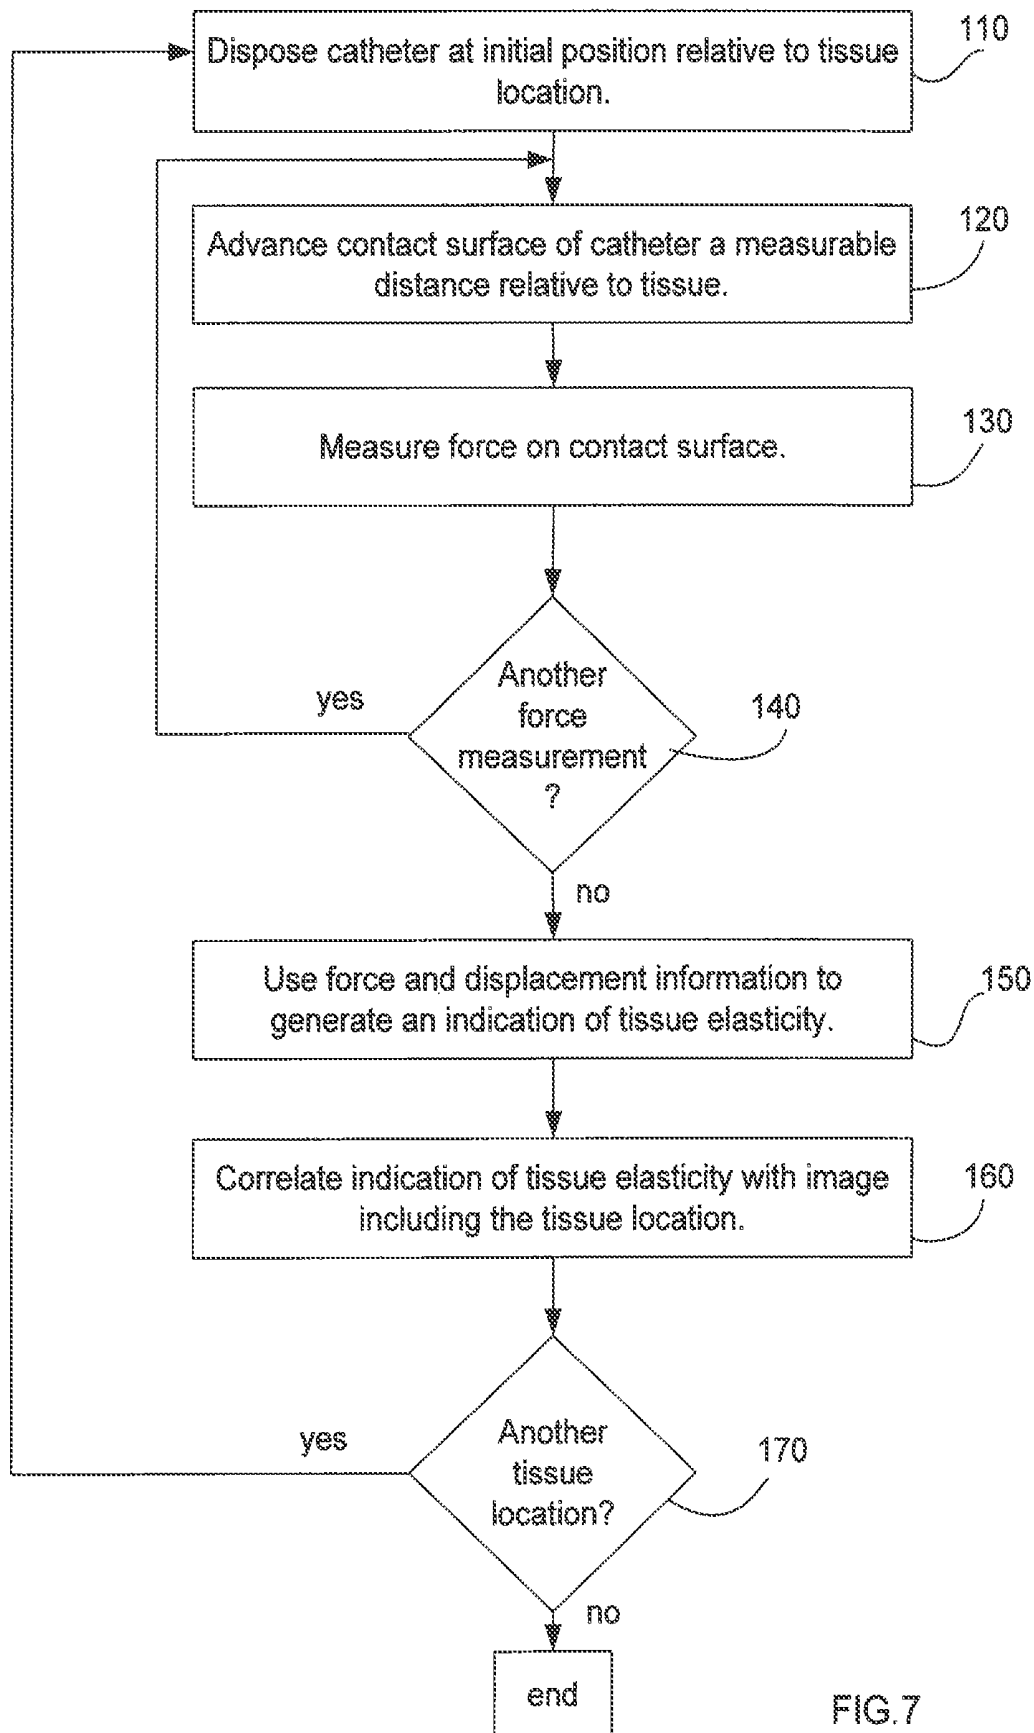 Dispose catheter at initial position relative to tissue
location.
110
Advance contact surface of catheter a measurable
distance relative to tissue.
120
Measure force on contact surface.
130
Another
force
measurement
?
140
yes
no
Use force and displacement information to
generate an indication of tissue elasticity.
150
Correlate indication of tissue elasticity with image
including the tissue location.
160
Another
tissue
location?
170
yes
no
end
FIG.7